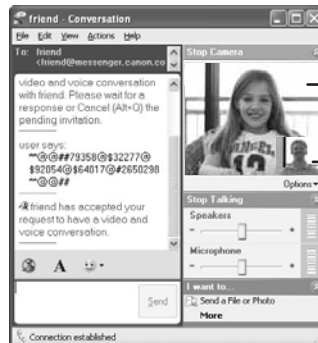 friend - Conversation
File Edit View Actions Help
To: friend
<friend@messenger.canon.co
video and voice conversation
with friend. Please wait for a
response or Cancel (Alt+Q) the
pending invitation.
user says:
^^@@##79358@$32277@
$92054@$64017@#2650298
^^@@##
friend has accepted your
request to have a video and
voice conversation.
A
Send
Connection established
Stop Camera
Options
Stop Talking
Speakers
- +
Microphone
- +
I want to...
Send a File or Photo
More